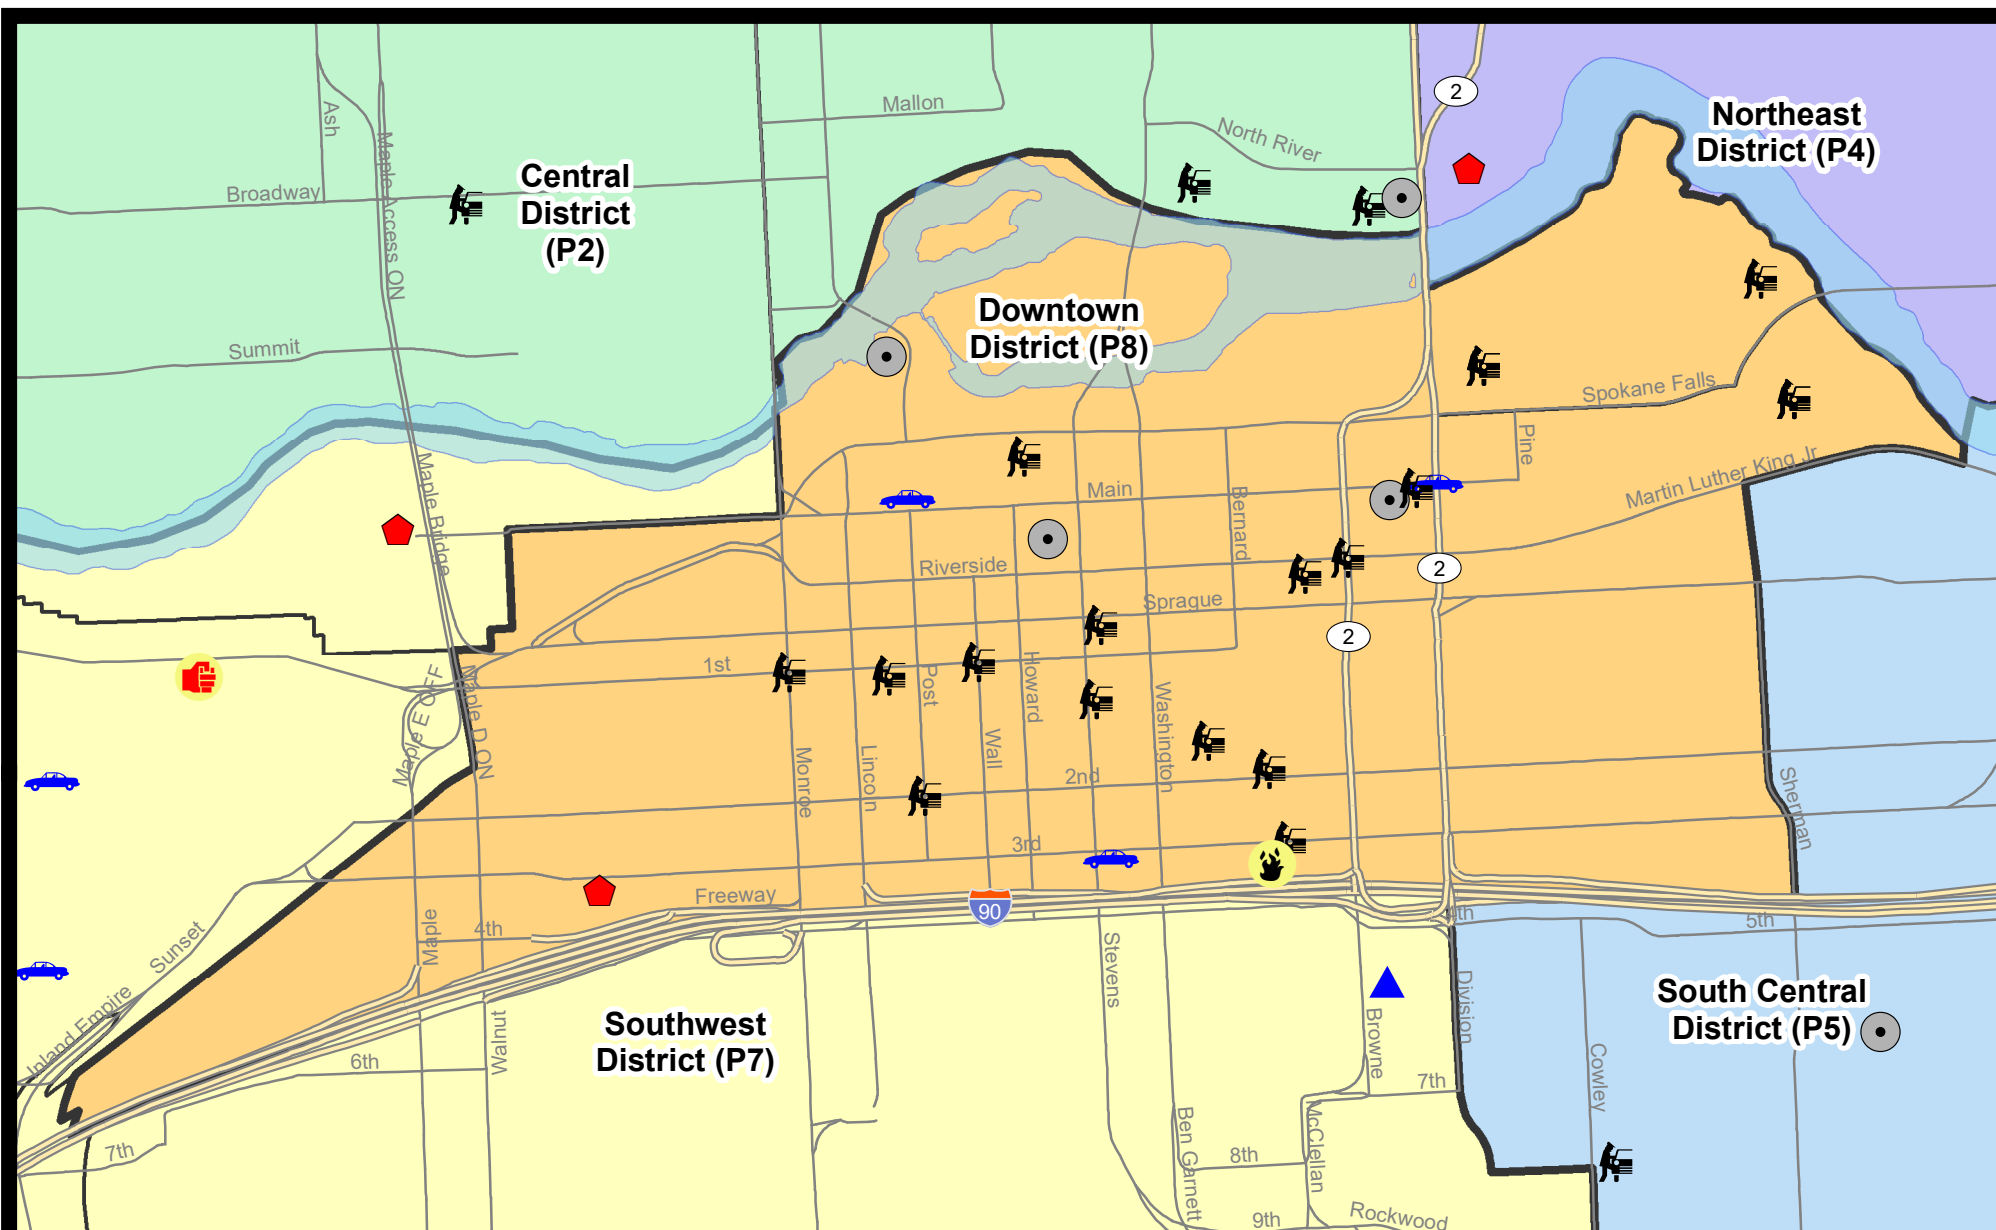 2
Mallon
Ash
Northeast
District (P4)
North River
Maple Access ON
Central
District
(P2)
Broadway
Downtown
District (P8)
Summit
Spokane Falls
Pine
Maple Bridge
Main
Bernard
Martin Luther King Jr
Riverside
2
Sprague
2
1st
Maple E OFF
Maple D ON
Post
Howard
Washington
Wall
Monroe
Lincoln
2nd
Sherman
3rd
Freeway
90
4th
4th
5th
Maple
Sunset
Stevens
Division
South Central
District (P5)
Inland Empire
Southwest
District (P7)
Walnut
Browne
6th
Cowley
7th
7th
Ben Garnett
McClellan
8th
9th
Rockwood